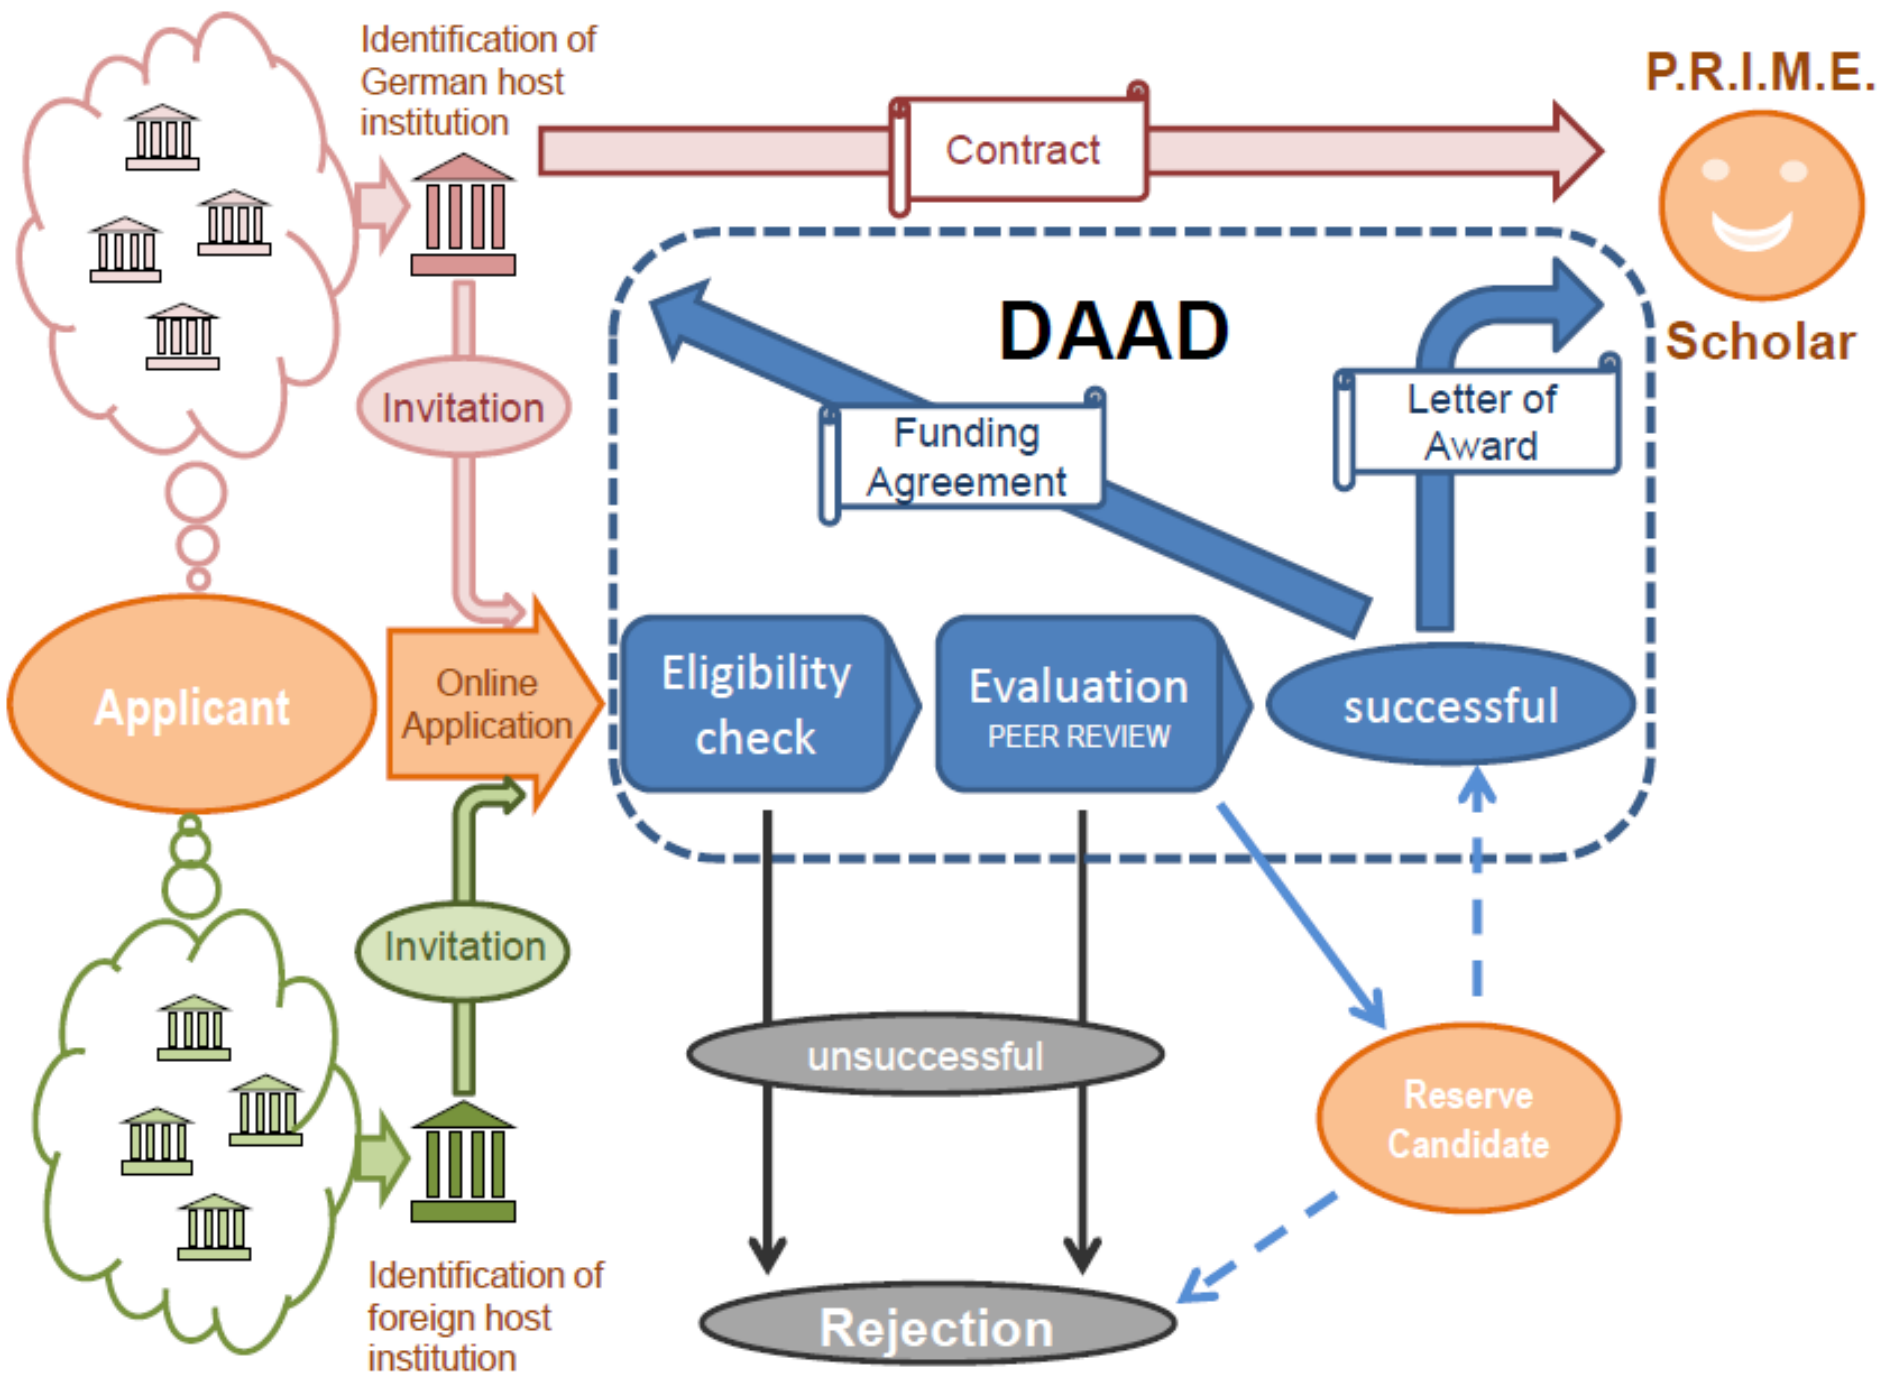 Identification of
German host
institution
Contract
P.R.I.M.E.
Scholar
DAAD
Invitation
Funding
Agreement
Letter of
Award
Applicant
Online
Application
Eligibility
check
Evaluation
PEER REVIEW
successful
Invitation
unsuccessful
Reserve
Candidate
Identification of
foreign host
institution
Rejection